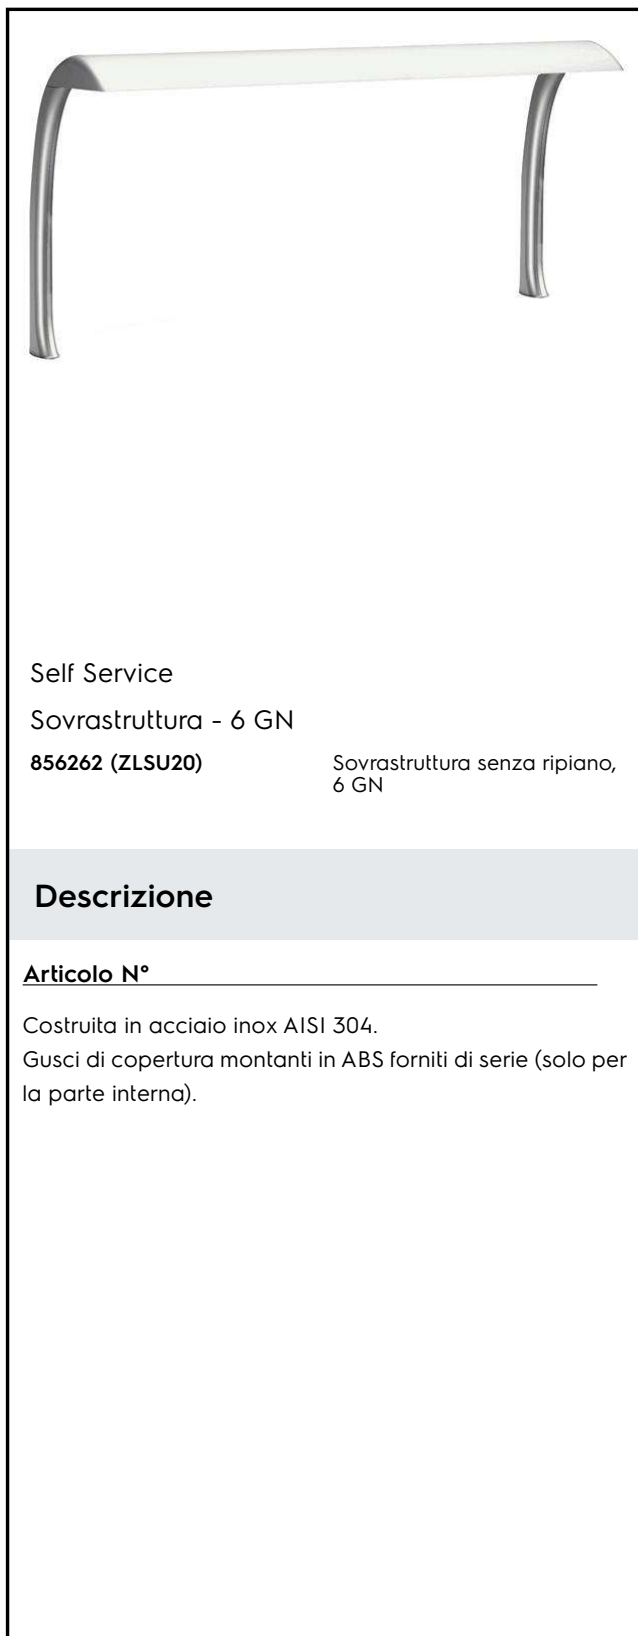 Self Service
Sovrastruttura - 6 GN
856262 (ZLSU20) Sovrastruttura senza ripiano,
6 GN
Descrizione
Articolo N°
Costruita in acciaio inox AISI 304.
Gusci di copertura montanti in ABS forniti di serie (solo per
la parte interna).